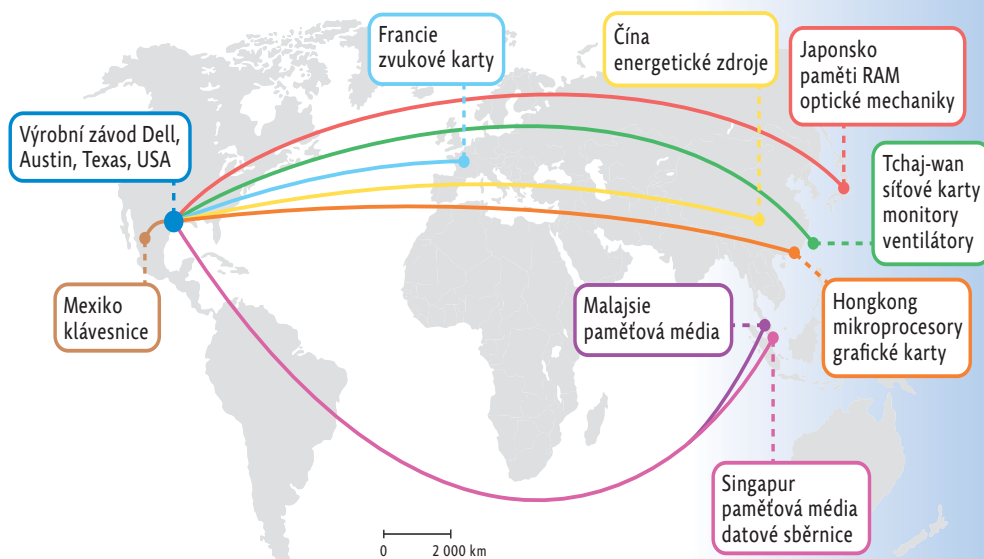 Francie
zvukové karty
Čína
energetické zdroje
Japonsko
paměti RAM
optické mechaniky
Výrobní závod Dell,
Austin, Texas, USA
Tchaj-wan
síťové karty
monitory
ventilátory
Mexiko
klávesnice
Malajsie
paměťová média
Hongkong
mikroprocesory
grafické karty
Singapur
paměťová média
datové sběrnice
0 2 000 km